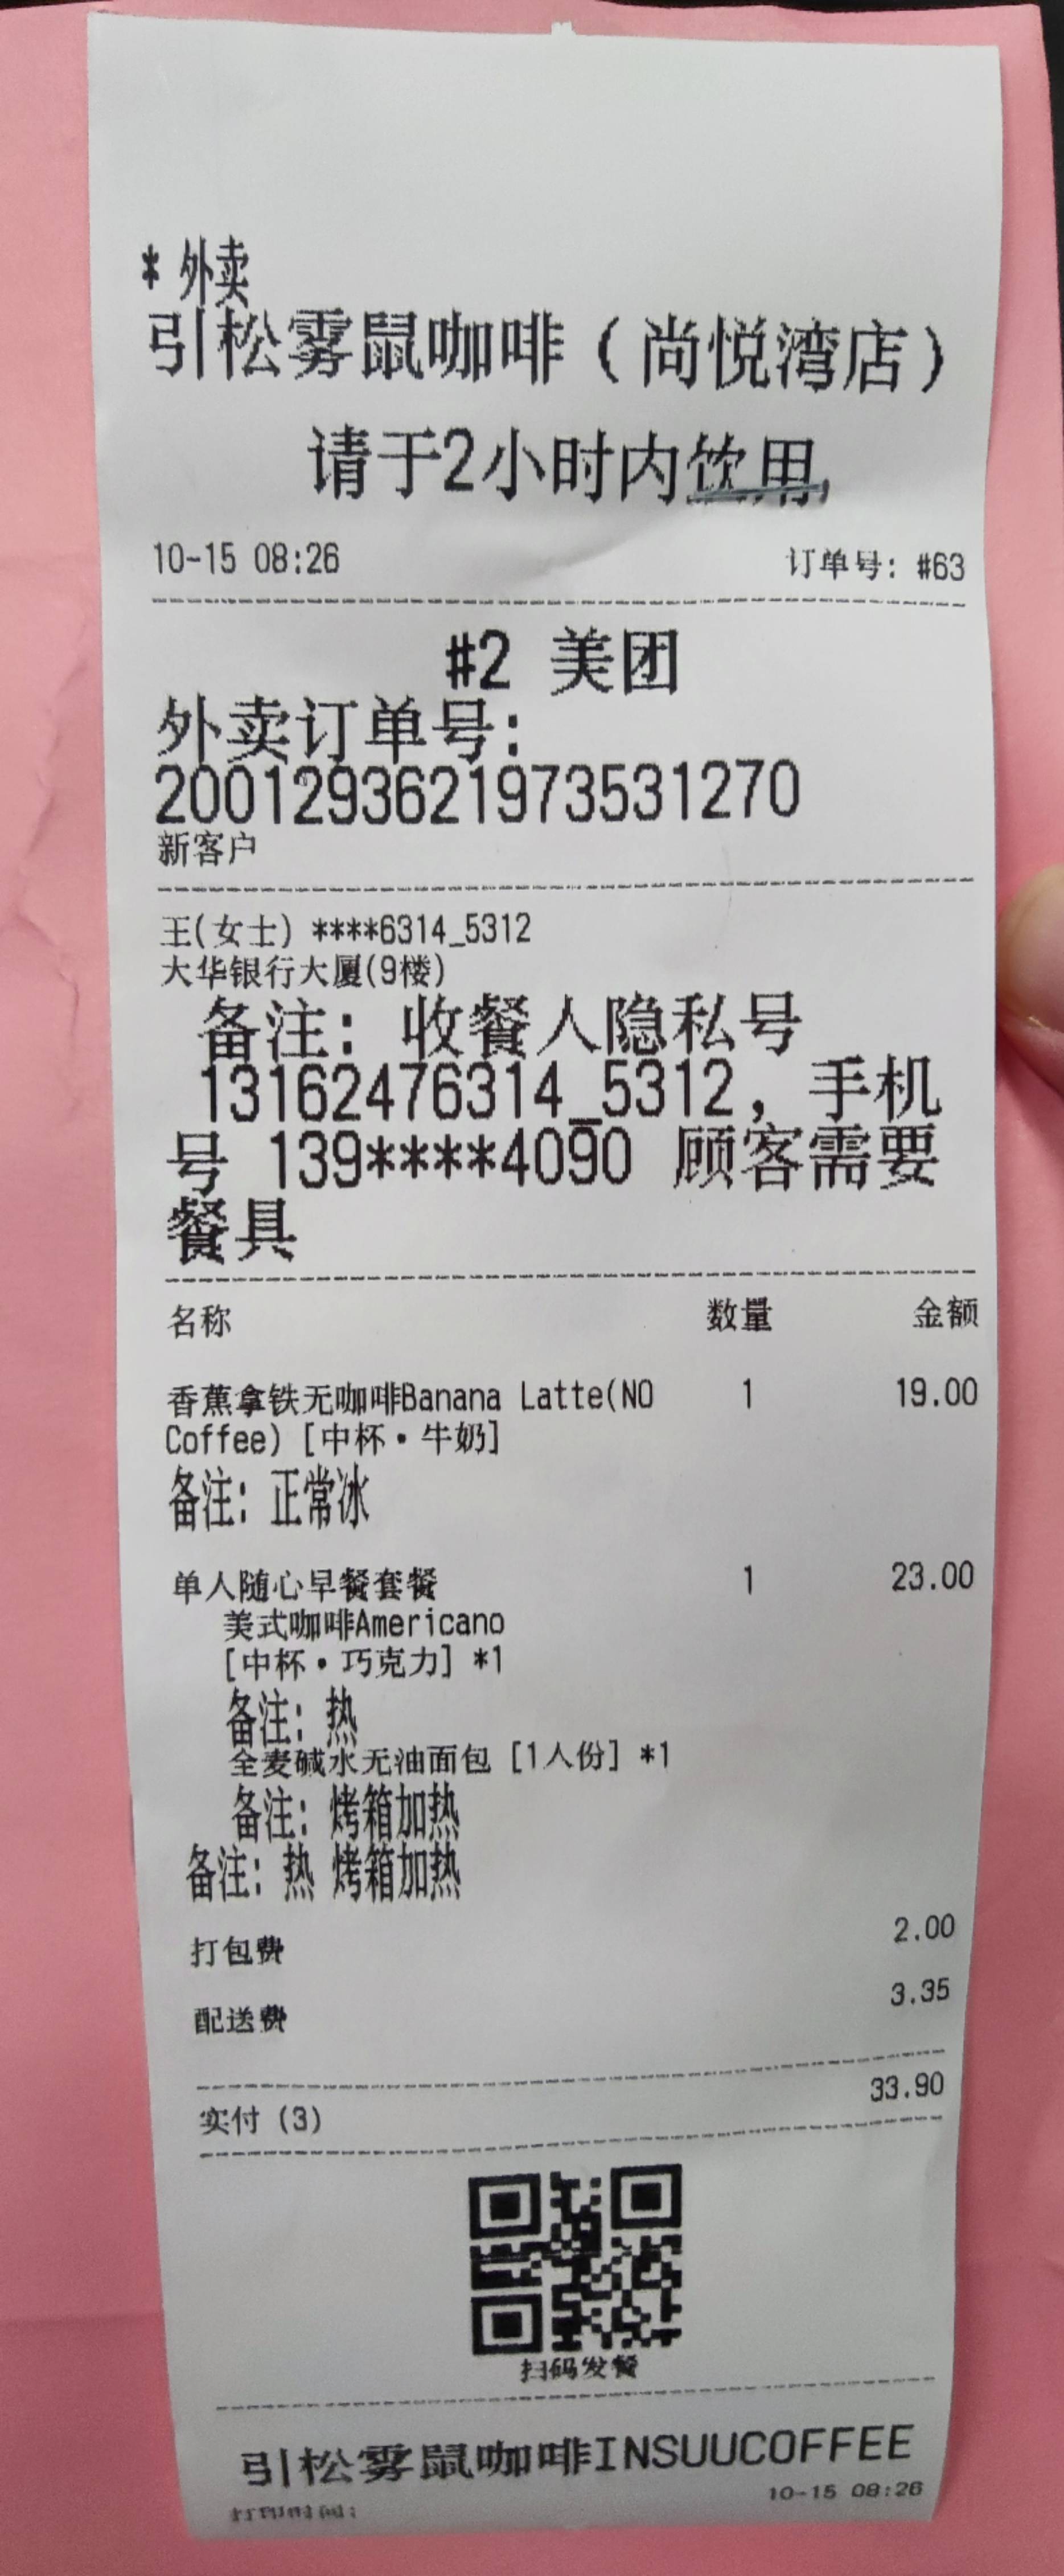 * 外卖
引松雾鼠咖啡（尚悦湾店）
请于2小时内饮用
10-15 08:26 订单号: #63
#2 美团
外卖订单号:
2001293621973531270
新客户
王(女士) ****6314_5312
大华银行大厦(9楼)
备注: 收餐人隐私号
13162476314_5312, 手机
号 139****4090 顾客需要
餐具
名称 数量 金额
香蕉拿铁无咖啡Banana Latte(NO 1 19.00
Coffee) [中杯·牛奶]
备注: 正常冰
单人随心早餐套餐 1 23.00
美式咖啡Americano
[中杯·巧克力] *1
备注: 热
全麦碱水无油面包 [1人份] *1
备注: 烤箱加热
备注: 热 烤箱加热
打包费 2.00
配送费 3.35
实付 (3) 33.90
扫码发餐
引松雾鼠咖啡INSUUCOFFEE
打印时间: 10-15 08:26